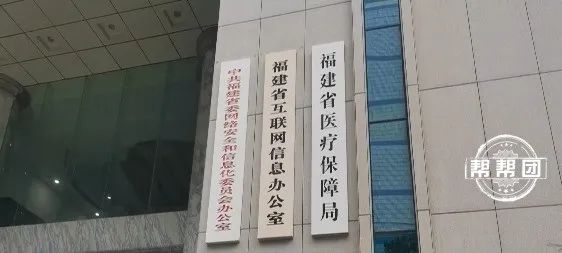 中共福建省委网络安全和信息化委员会办公室
福建省互联网信息办公室
福建省医疗保障局
帮帮团